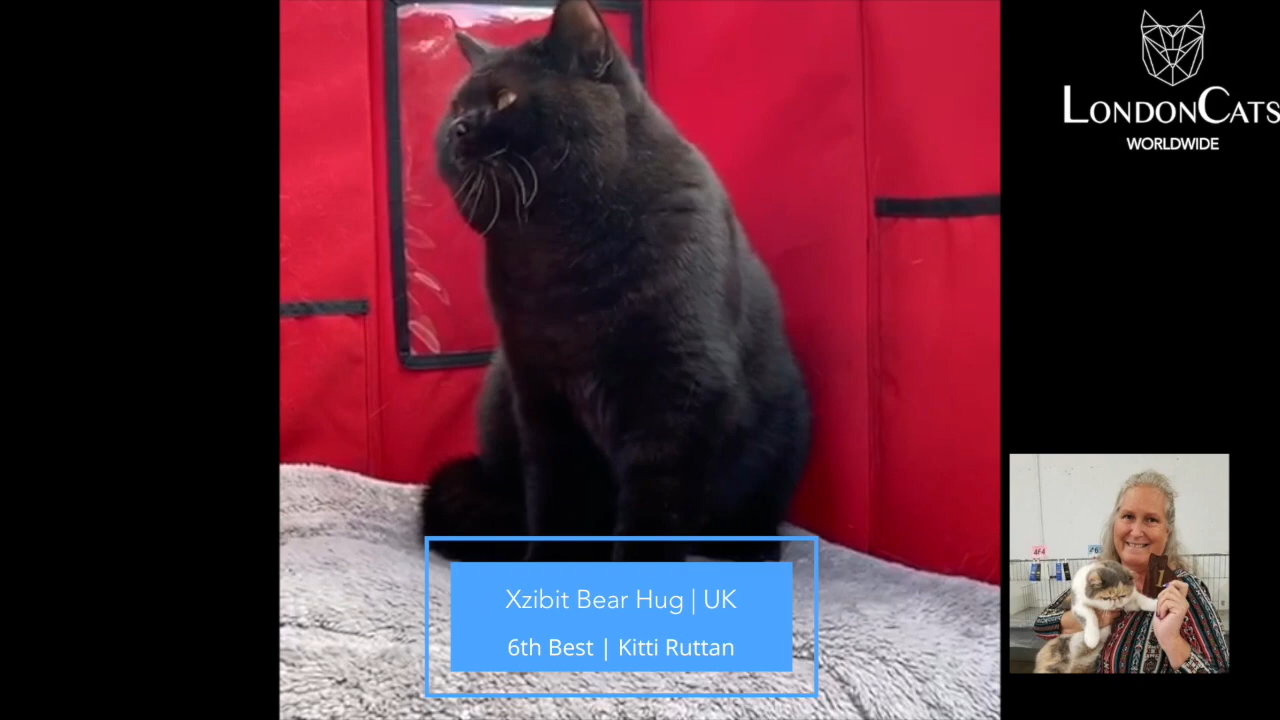 LONDONCATS
WORLDWIDE
Xzibit Bear Hug | UK
6th Best | Kitti Ruttan